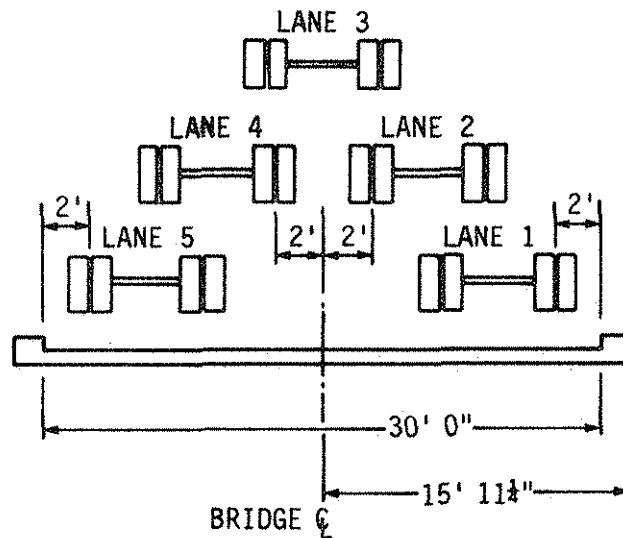 LANE 3
LANE 4
LANE 2
2'
2'
LANE 5
2'
2'
LANE 1
30' 0"
15' 11¼"
BRIDGE ℄